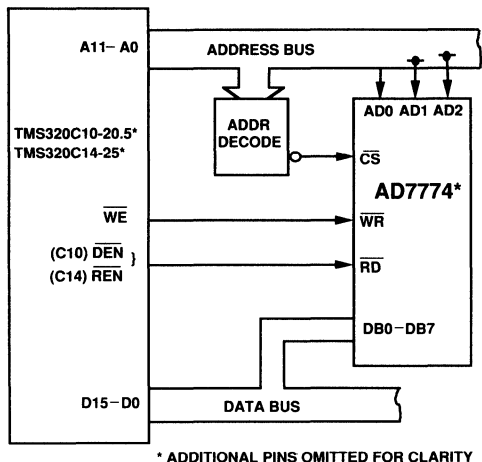 A11–A0
ADDRESS BUS
AD0 AD1 AD2
ADDR
DECODE
TMS320C10-20.5*
TMS320C14-25*
CS
AD7774*
WE
WR
(C10) DEN }
(C14) REN
RD
DB0–DB7
D15–D0
DATA BUS
* ADDITIONAL PINS OMITTED FOR CLARITY